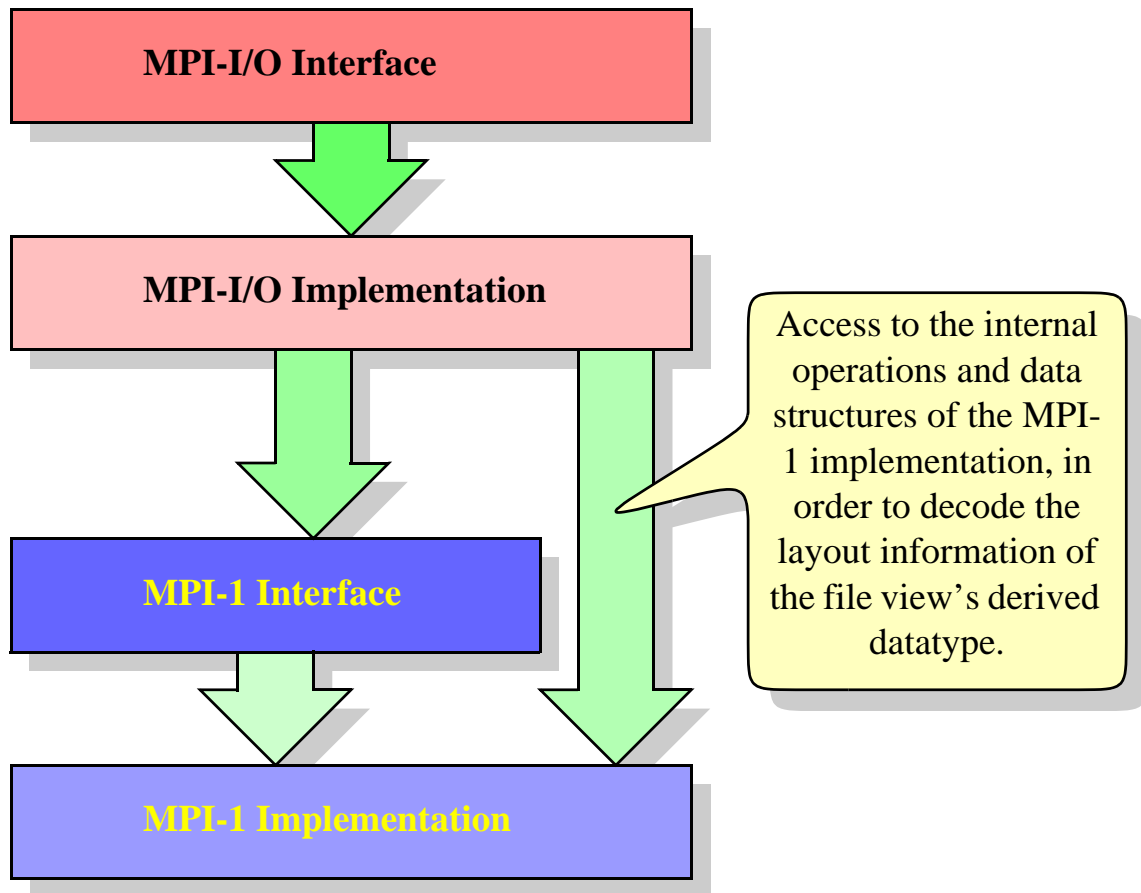 MPI-I/O Interface
MPI-I/O Implementation
Access to the internal
operations and data
structures of the MPI-
1 implementation, in
order to decode the
layout information of
the file view’s derived
datatype.
MPI-1 Interface
MPI-1 Implementation